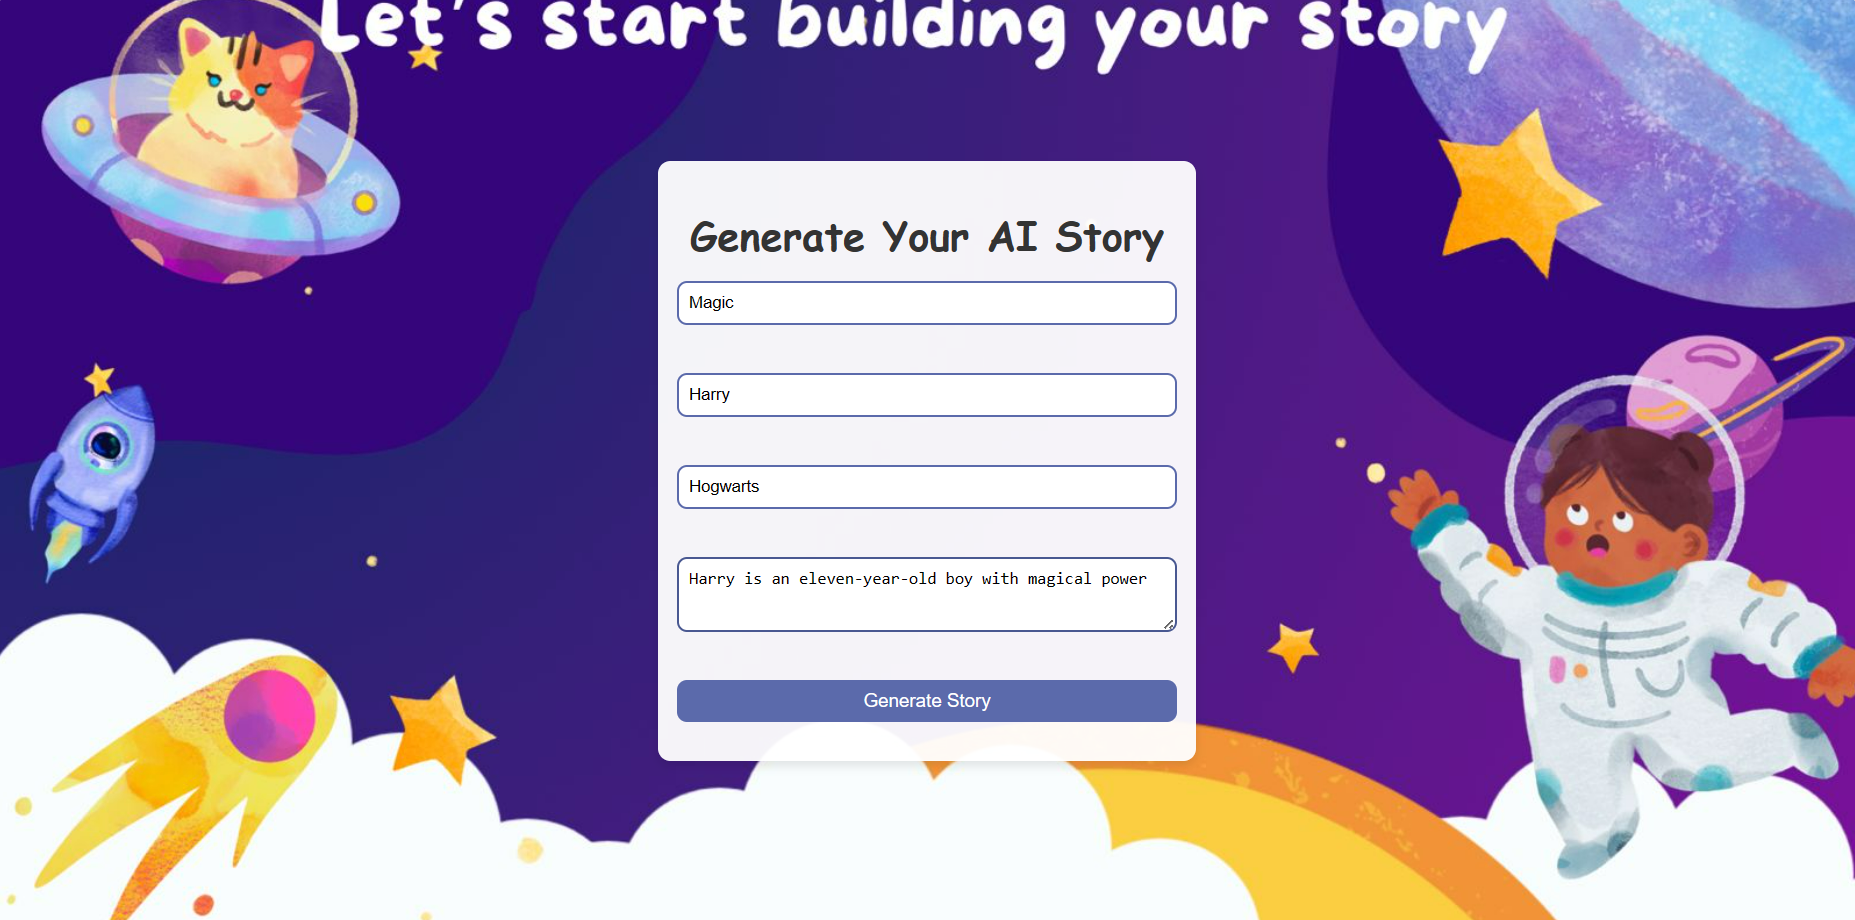 Let's start building your story
Generate Your AI Story
Magic
Harry
Hogwarts
Harry is an eleven-year-old boy with magical power
Generate Story